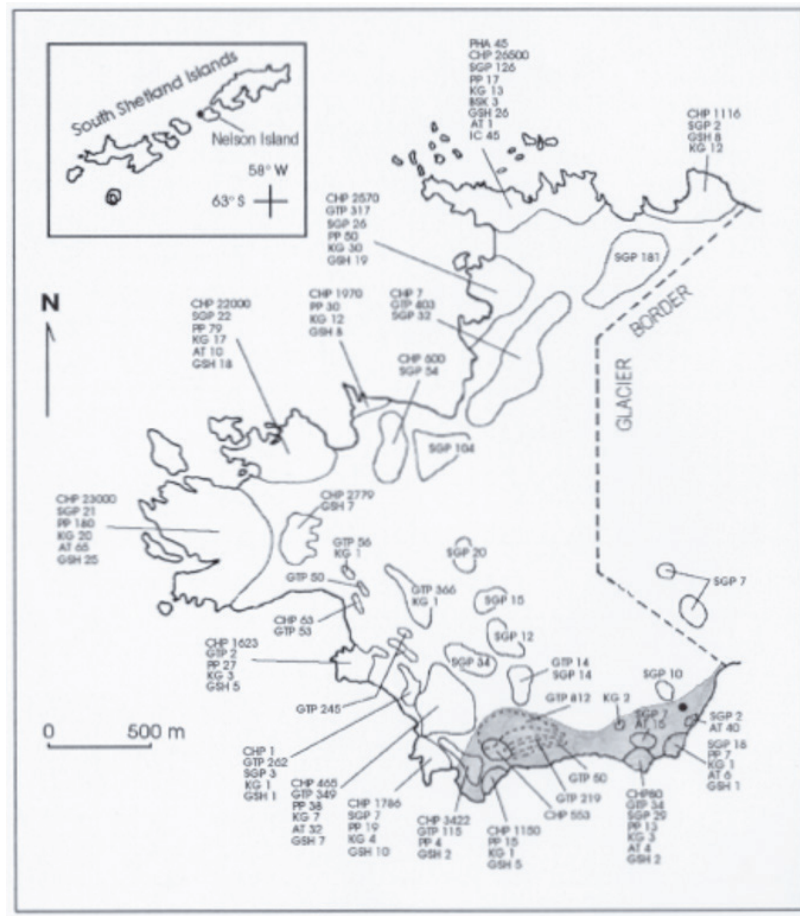 South Shetland Islands
Nelson Island
58° W
63° S
PHA 45
CHP 26500
SGP 126
PP 17
KG 13
BSK 3
GSH 26
AT 1
IC 45
CHP 1116
SGP 2
GSH 8
KG 12
CHP 2570
GTP 317
SGP 26
PP 50
KG 30
GSH 19
SGP 181
N
CHP 22000
SGP 22
PP 79
KG 17
AT 10
GSH 18
CHP 1970
PP 30
KG 12
GSH 8
CHP 7
GTP 403
SGP 32
BORDER
GLACIER
CHP 600
SGP 54
SGP 104
CHP 23000
SGP 21
PP 180
KG 20
AT 65
GSH 25
CHP 2779
GSH 7
GTP 56
KG 1
SGP 20
GTP 50
GTP 366
KG 1
SGP 15
SGP 7
CHP 63
GTP 53
SGP 12
CHP 1623
GTP 2
PP 27
KG 3
GSH 5
SGP 34
GTP 14
SGP 14
SGP 10
GTP 245
GTP 812
KG 2
0 500 m
SGP 7
AT 15
SGP 2
AT 40
CHP 1
GTP 262
SGP 3
KG 1
GSH 1
SGP 18
PP 7
KG 1
AT 6
GSH 1
CHP 465
GTP 349
PP 38
KG 7
AT 32
GSH 7
GTP 50
GTP 219
CHP 553
CHP 1786
SGP 7
PP 19
KG 4
GSH 10
CHP 3422
GTP 115
PP 4
GSH 2
CHP 1150
PP 15
KG 1
GSH 5
CHP80
GTP 34
SGP 29
PP 13
KG 3
AT 4
GSH 2